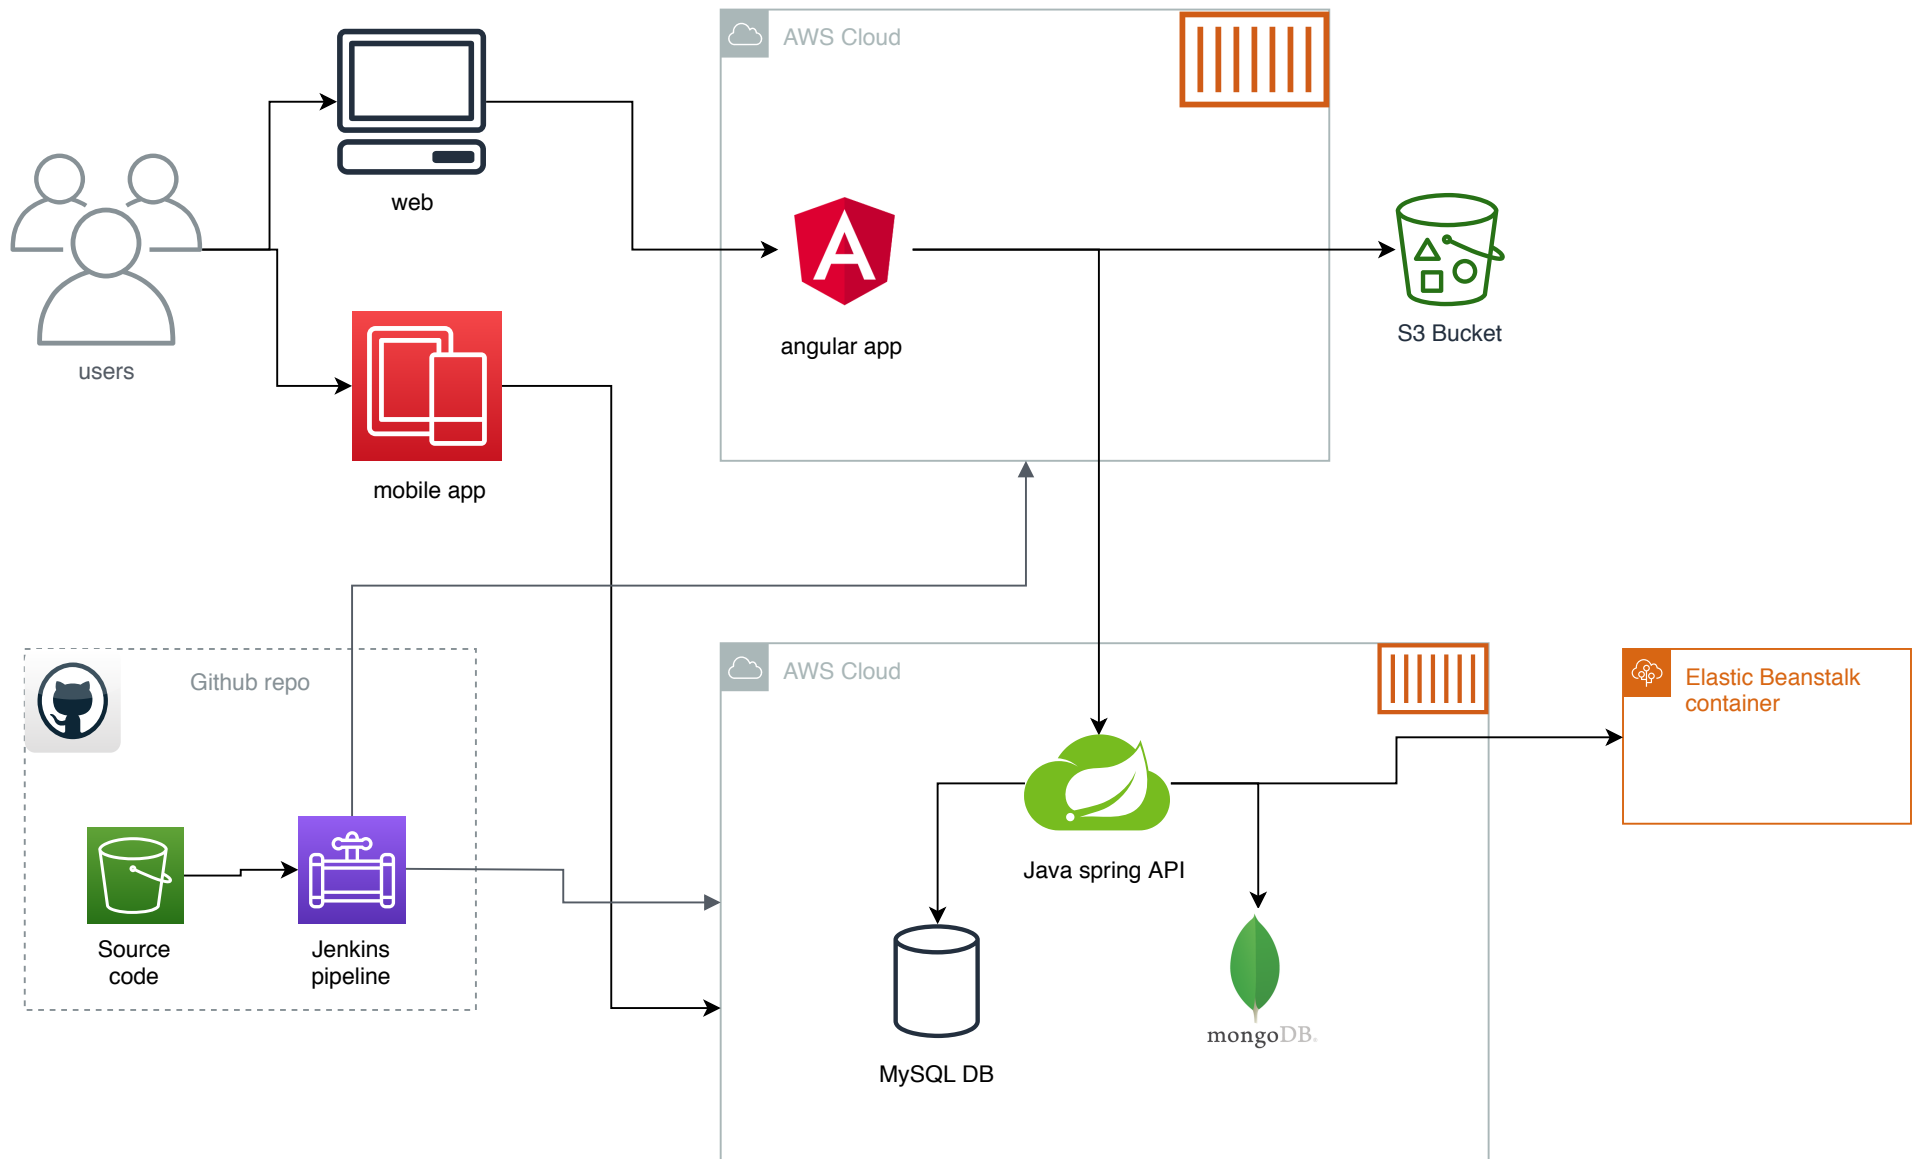 AWS Cloud
web
users
angular app
S3 Bucket
mobile app
Github repo
AWS Cloud
Elastic Beanstalk
container
Java spring API
Source
code
Jenkins
pipeline
mongoDB.
MySQL DB